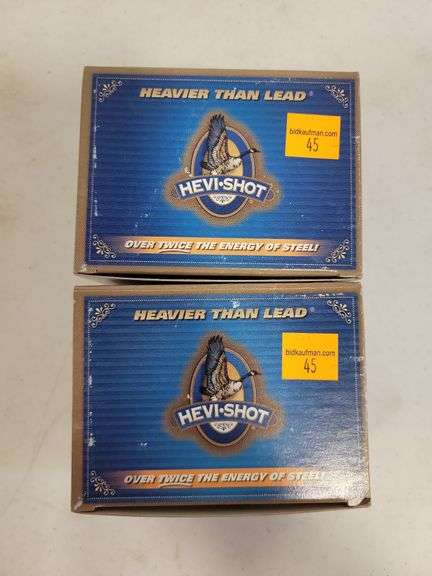 HEAVIER THAN LEAD®
bidkaufman.com
45
HEVI•SHOT
OVER TWICE THE ENERGY OF STEEL!
HEAVIER THAN LEAD®
bidkaufman.com
45
HEVI•SHOT
OVER TWICE THE ENERGY OF STEEL!